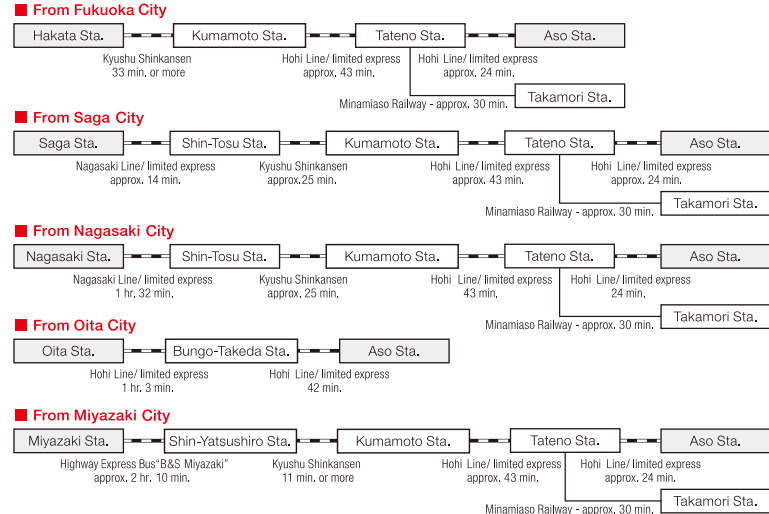 ■ From Fukuoka City
Hakata Sta.
Kumamoto Sta.
Tateno Sta.
Aso Sta.
Kyushu Shinkansen
33 min. or more
Hohi Line/ limited express
approx. 43 min.
Hohi Line/ limited express
approx. 24 min.
Minamiaso Railway - approx. 30 min.
Takamori Sta.
■ From Saga City
Saga Sta.
Shin-Tosu Sta.
Kumamoto Sta.
Tateno Sta.
Aso Sta.
Nagasaki Line/ limited express
approx. 14 min.
Kyushu Shinkansen
approx.25 min.
Hohi Line/ limited express
approx. 43 min.
Hohi Line/ limited express
approx. 24 min.
Minamiaso Railway - approx. 30 min.
Takamori Sta.
■ From Nagasaki City
Nagasaki Sta.
Shin-Tosu Sta.
Kumamoto Sta.
Tateno Sta.
Aso Sta.
Nagasaki Line/ limited express
1 hr. 32 min.
Kyushu Shinkansen
approx. 25 min.
Hohi Line/ limited express
43 min.
Hohi Line/ limited express
24 min.
Minamiaso Railway - approx. 30 min.
Takamori Sta.
■ From Oita City
Oita Sta.
Bungo-Takeda Sta.
Aso Sta.
Hohi Line/ limited express
1 hr. 3 min.
Hohi Line/ limited express
42 min.
■ From Miyazaki City
Miyazaki Sta.
Shin-Yatsushiro Sta.
Kumamoto Sta.
Tateno Sta.
Aso Sta.
Highway Express Bus"B&S Miyazaki"
approx. 2 hr. 10 min.
Kyushu Shinkansen
11 min. or more
Hohi Line/ limited express
approx. 43 min.
Hohi Line/ limited express
approx. 24 min.
Minamiaso Railway - approx. 30 min.
Takamori Sta.